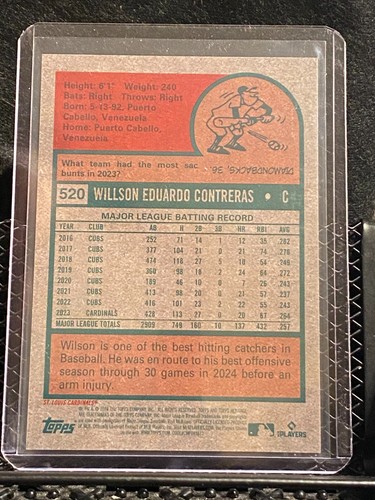 Height: 6'1" Weight: 240
Bats: Right Throws: Right
Born: 5-13-92, Puerto
Cabello, Venezuela
Home: Puerto Cabello,
Venezuela
What team had the most sac
bunts in 2023?
DIAMONDBACKS, 36.
520 WILLSON EDUARDO CONTRERAS • C
MAJOR LEAGUE BATTING RECORD
YEAR CLUB AB H 2B 3B HR RBI AVG
2016 CUBS 252 71 14 1 12 35 .282
2017 CUBS 377 104 21 0 21 74 .276
2018 CUBS 474 118 27 5 10 54 .249
2019 CUBS 360 98 18 2 24 64 .272
2020 CUBS 189 46 10 0 7 26 .243
2021 CUBS 413 98 20 0 21 57 .237
2022 CUBS 416 101 23 2 22 55 .243
2023 CARDINALS 428 113 27 0 20 67 .264
MAJOR LEAGUE TOTALS 2909 749 160 10 137 432 .257
Wilson is one of the best hitting catchers in
Baseball. He was en route to his best offensive
season through 30 games in 2024 before an
arm injury.
ST. LOUIS CARDINALS
Topps
MLB PLAYERS